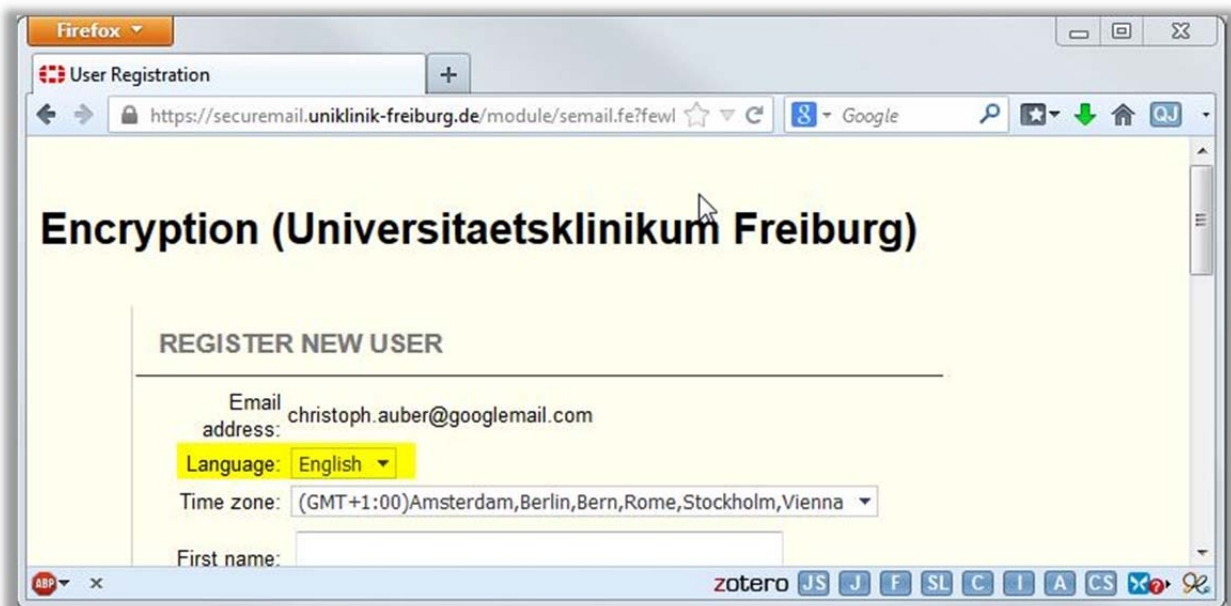 Firefox
User Registration
https://securemail.uniklinik-freiburg.de/module/semail.fe?fewl
Google
QJ
Encryption (Universitaetsklinikum Freiburg)
REGISTER NEW USER
Email address: christoph.auber@googlemail.com
Language: English
Time zone: (GMT+1:00)Amsterdam,Berlin,Bern,Rome,Stockholm,Vienna
First name:
ABP × zotero JS J F SL C I A CS